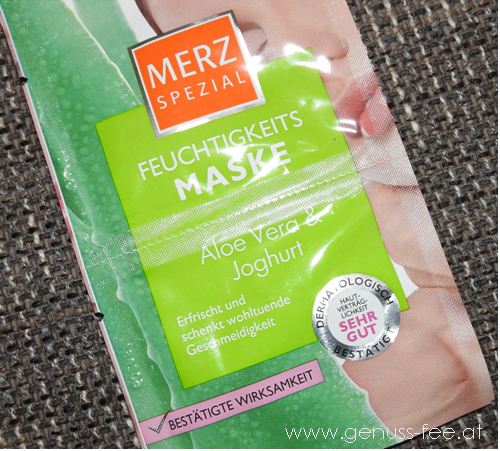 MERZ
SPEZIAL
FEUCHTIGKEITS
MASKE
Aloe Vera &
Joghurt
Erfrischt und
schenkt wohltuende
Geschmeidigkeit
DERMATOLOGISCH
HAUT-
VERTRÄG-
LICHKEIT
SEHR
GUT
BESTÄTIGT
BESTÄTIGTE WIRKSAMKEIT
www.genuss-fee.at